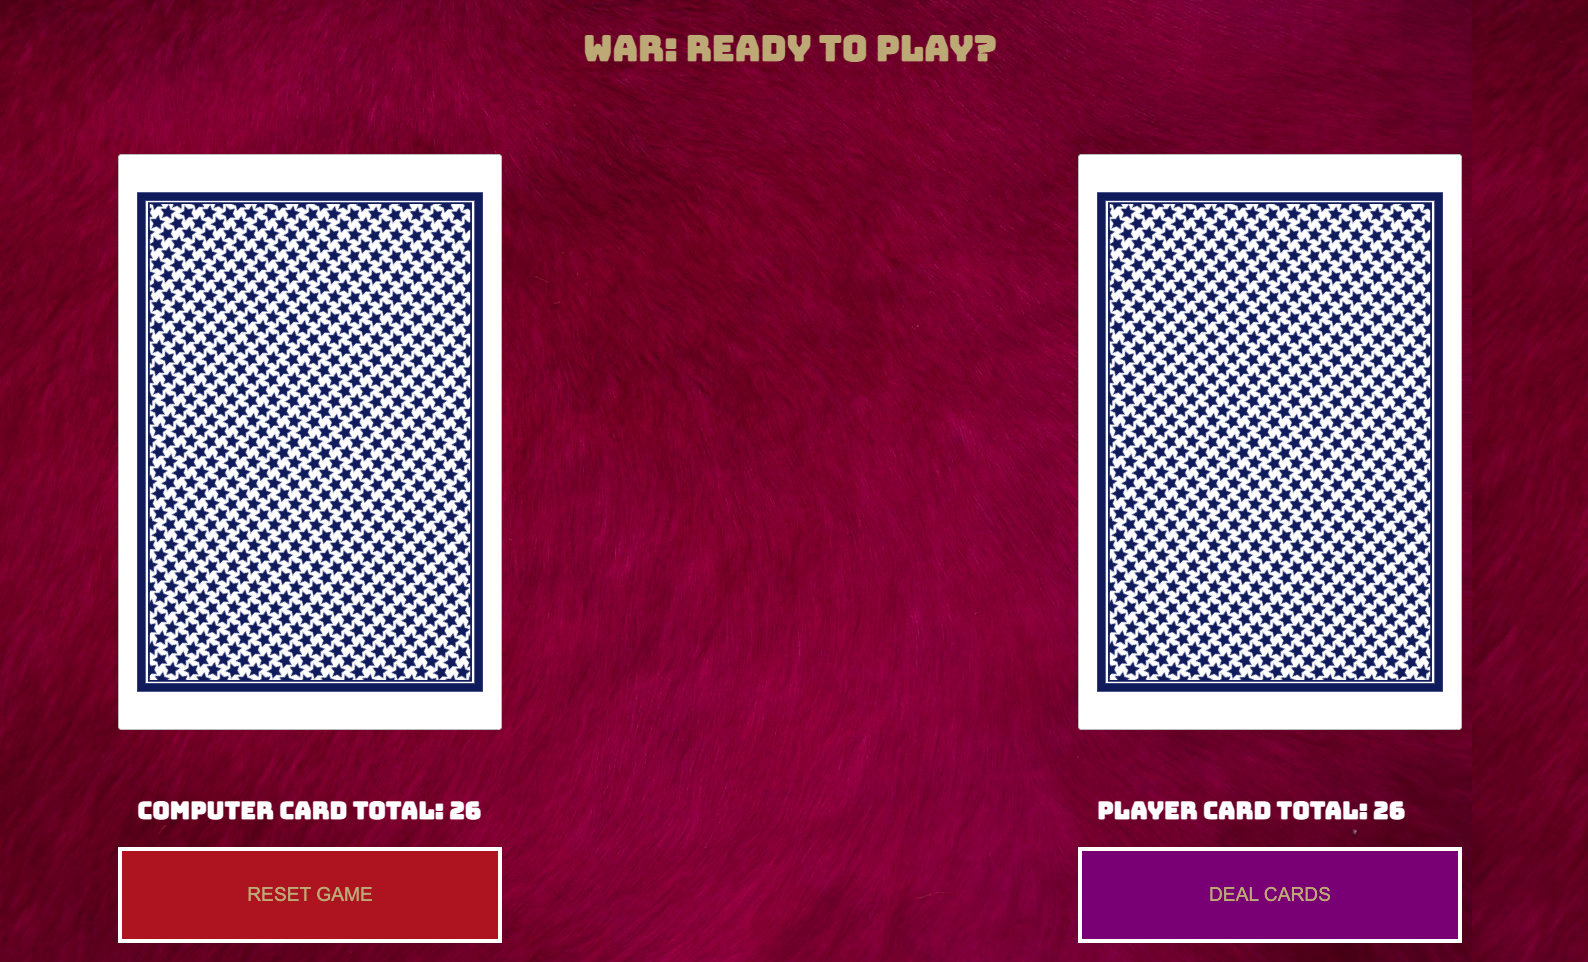 WAR: READY TO PLAY?
COMPUTER CARD TOTAL: 26
PLAYER CARD TOTAL: 26
RESET GAME
DEAL CARDS